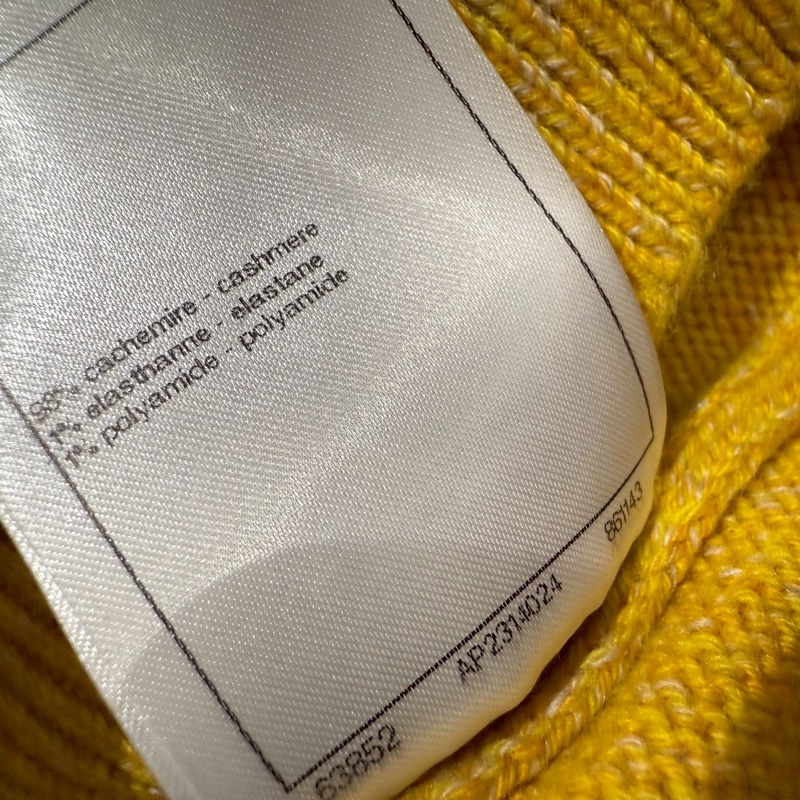 98% cachemire - cashmere
1% elasthanne - elastane
1% polyamide - polyamide
63852 AP2314024 861143